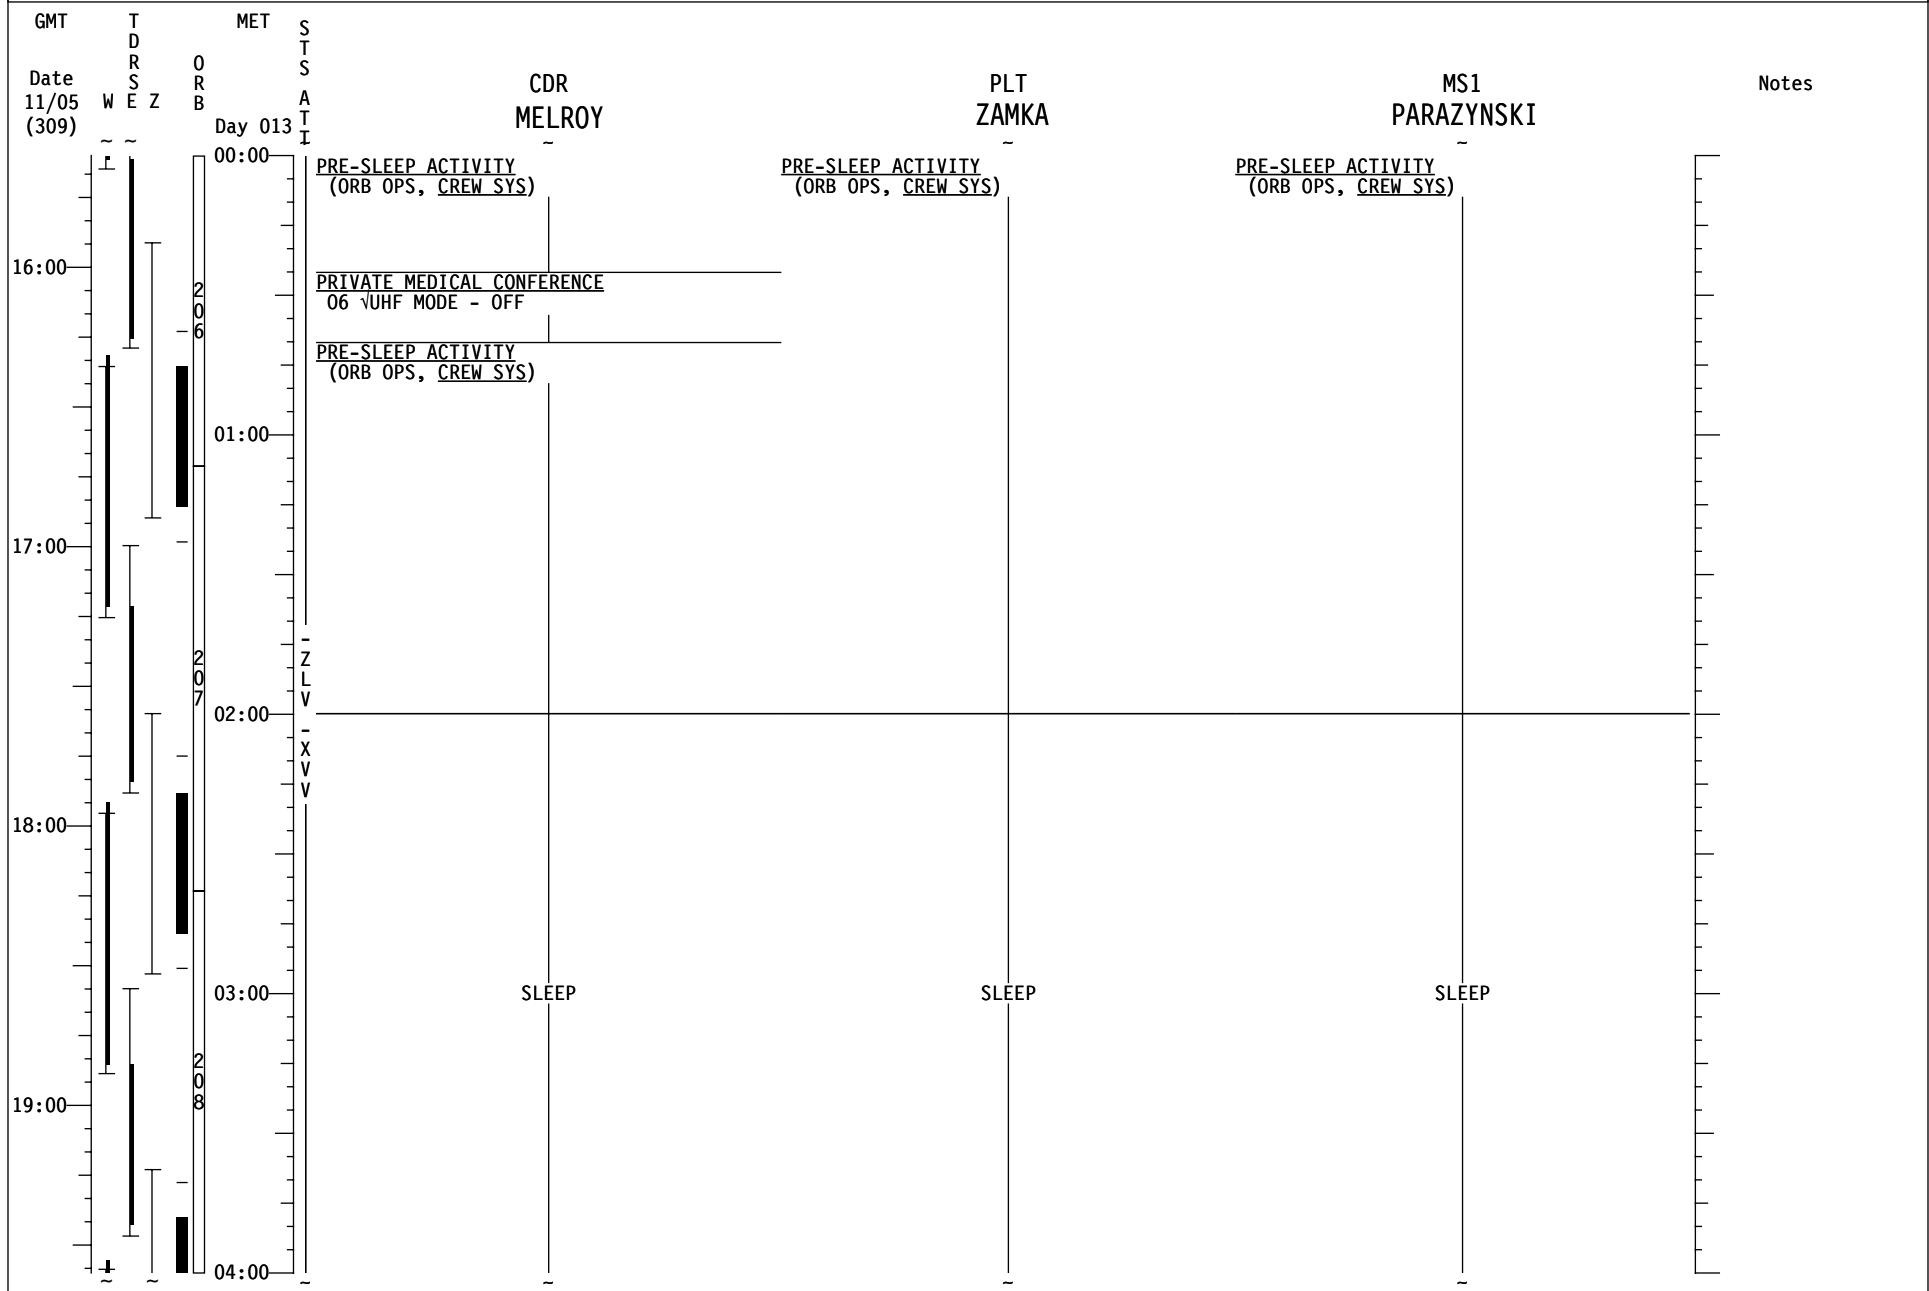 GMT
TDRS
MET
STS ATT
ORB
Date
11/05
(309)
W E Z
Day 013
CDR
MELROY
PLT
ZAMKA
MS1
PARAZYNSKI
Notes
~ ~ ~ ~ ~ ~
00:00
PRE-SLEEP ACTIVITY
(ORB OPS, CREW SYS)
PRE-SLEEP ACTIVITY
(ORB OPS, CREW SYS)
PRE-SLEEP ACTIVITY
(ORB OPS, CREW SYS)
16:00
206
PRIVATE MEDICAL CONFERENCE
O6 √UHF MODE - OFF
PRE-SLEEP ACTIVITY
(ORB OPS, CREW SYS)
01:00
17:00
207
-ZLV -XVV
02:00
18:00
03:00
SLEEP
SLEEP
SLEEP
208
19:00
04:00
~ ~ ~ ~ ~ ~